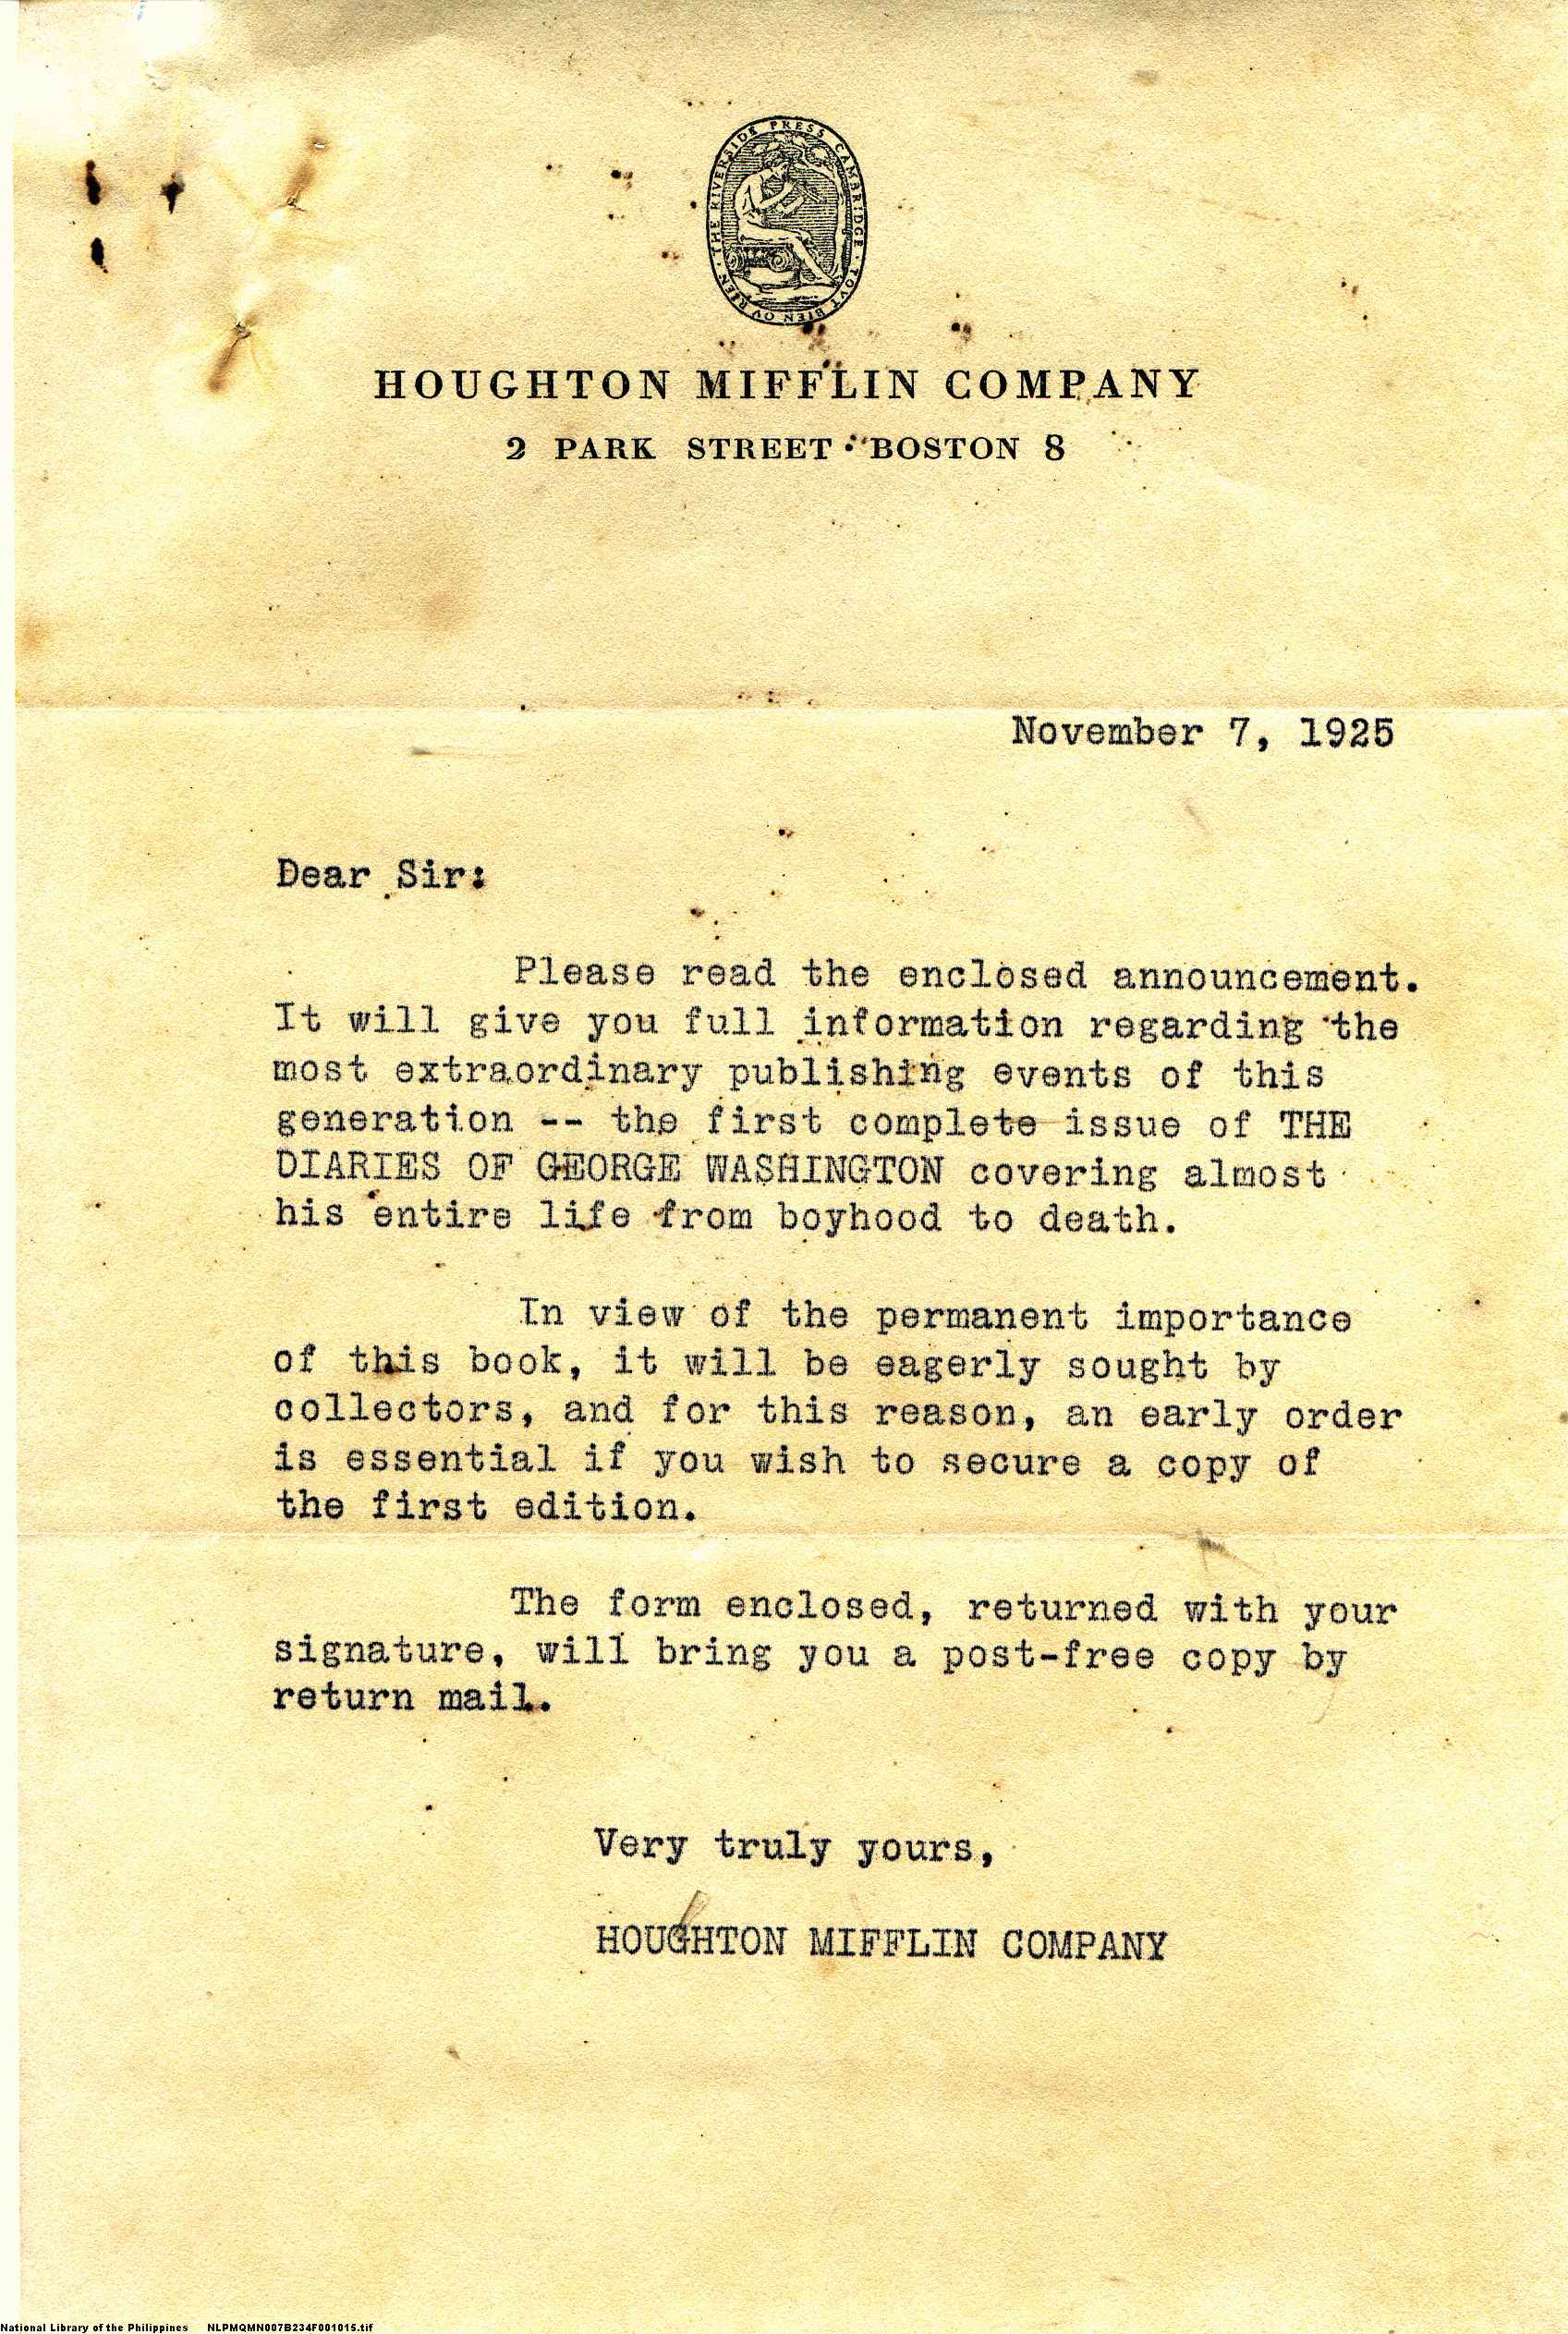 THE RIVERSIDE PRESS CAMBRIDGE · TOVT BIEN OV RIEN ·
HOUGHTON MIFFLIN COMPANY
2 PARK STREET · BOSTON 8
November 7, 1925
Dear Sir:
Please read the enclosed announcement.
It will give you full information regarding the
most extraordinary publishing events of this
generation -- the first complete issue of THE
DIARIES OF GEORGE WASHINGTON covering almost
his entire life from boyhood to death.
In view of the permanent importance
of this book, it will be eagerly sought by
collectors, and for this reason, an early order
is essential if you wish to secure a copy of
the first edition.
The form enclosed, returned with your
signature, will bring you a post-free copy by
return mail.
Very truly yours,
HOUGHTON MIFFLIN COMPANY
National Library of the Philippines NLPMQMN007B234F001015.tif